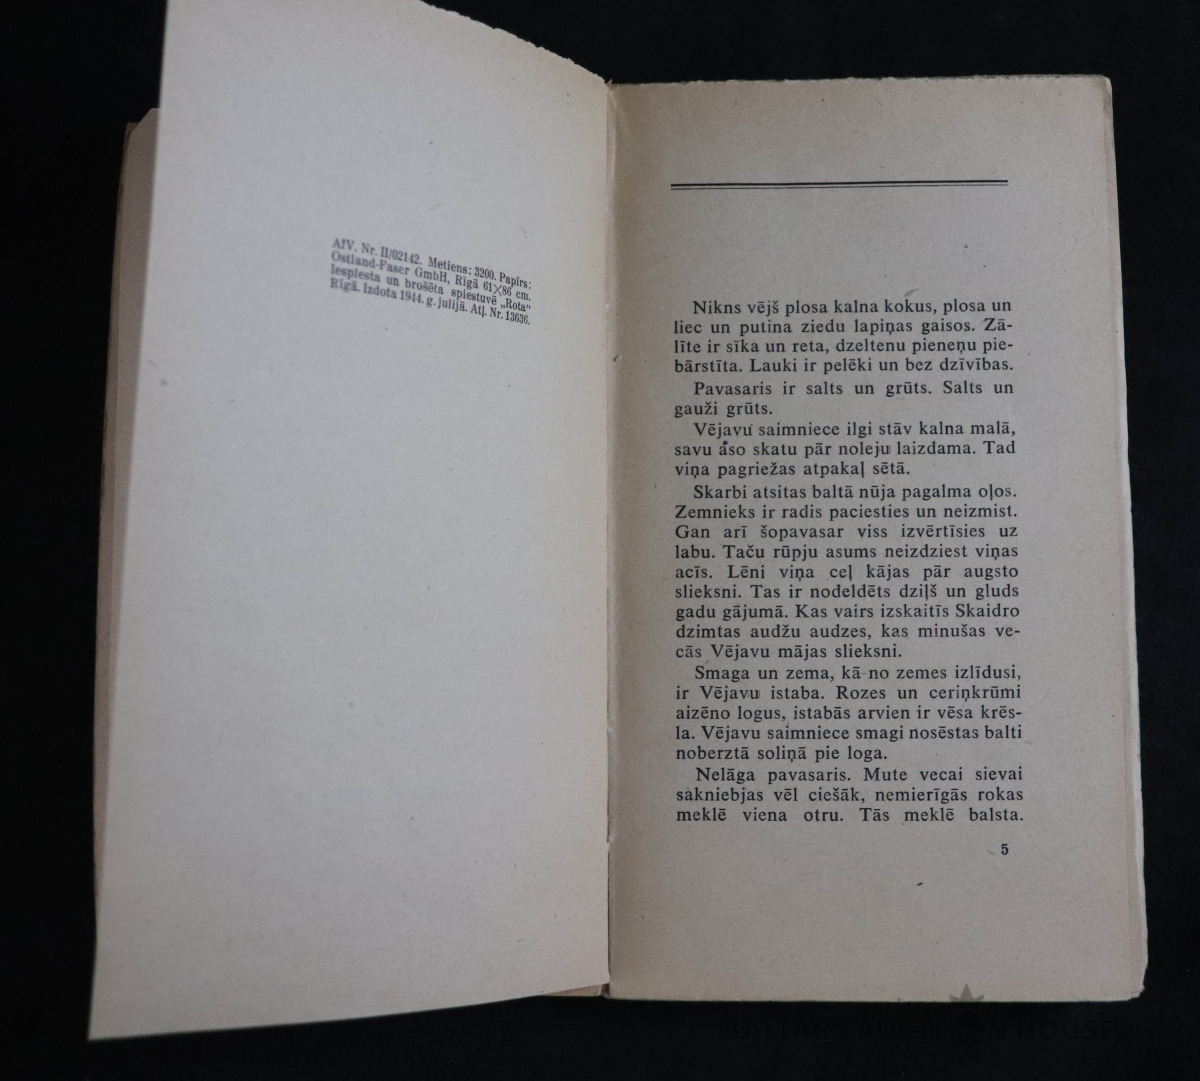 AfV. Nr. II/02142. Metiens: 3200. Papīrs:
Ostland-Faser GmbH, Rīgā 61×86 cm.
Iespiesta un brošēta spiestuvē „Rota“
Rīgā. Izdota 1944. g. julijā. Atļ. Nr. 13636.
Nikns vējš plosa kalna kokus, plosa un
liec un putina ziedu lapiņas gaisos. Zā-
līte ir sīka un reta, dzeltenu pieneņu pie-
bārstīta. Lauki ir pelēki un bez dzīvības.
Pavasaris ir salts un grūts. Salts un
gauži grūts.
Vējavu saimniece ilgi stāv kalna malā,
savu aso skatu pār noleju laizdama. Tad
viņa pagriežas atpakaļ sētā.
Skarbi atsitas baltā nūja pagalma oļos.
Zemnieks ir radis paciesties un neizmist.
Gan arī šopavasar viss izvērtīsies uz
labu. Taču rūpju asums neizdziest viņas
acīs. Lēni viņa ceļ kājas pār augsto
slieksni. Tas ir nodeldēts dziļš un gluds
gadu gājumā. Kas vairs izskaitīs Skaidro
dzimtas audžu audzes, kas minušas ve-
cās Vējavu mājas slieksni.
Smaga un zema, kā no zemes izlīdusi,
ir Vējavu istaba. Rozes un ceriņkrūmi
aizēno logus, istabās arvien ir vēsa krēs-
la. Vējavu saimniece smagi nosēstas balti
noberztā soliņā pie loga.
Nelāga pavasaris. Mute vecai sievai
sakniebjas vēl ciešāk, nemierīgās rokas
meklē viena otru. Tās meklē balsta.
5
BALTARS AUCTION HOUSE